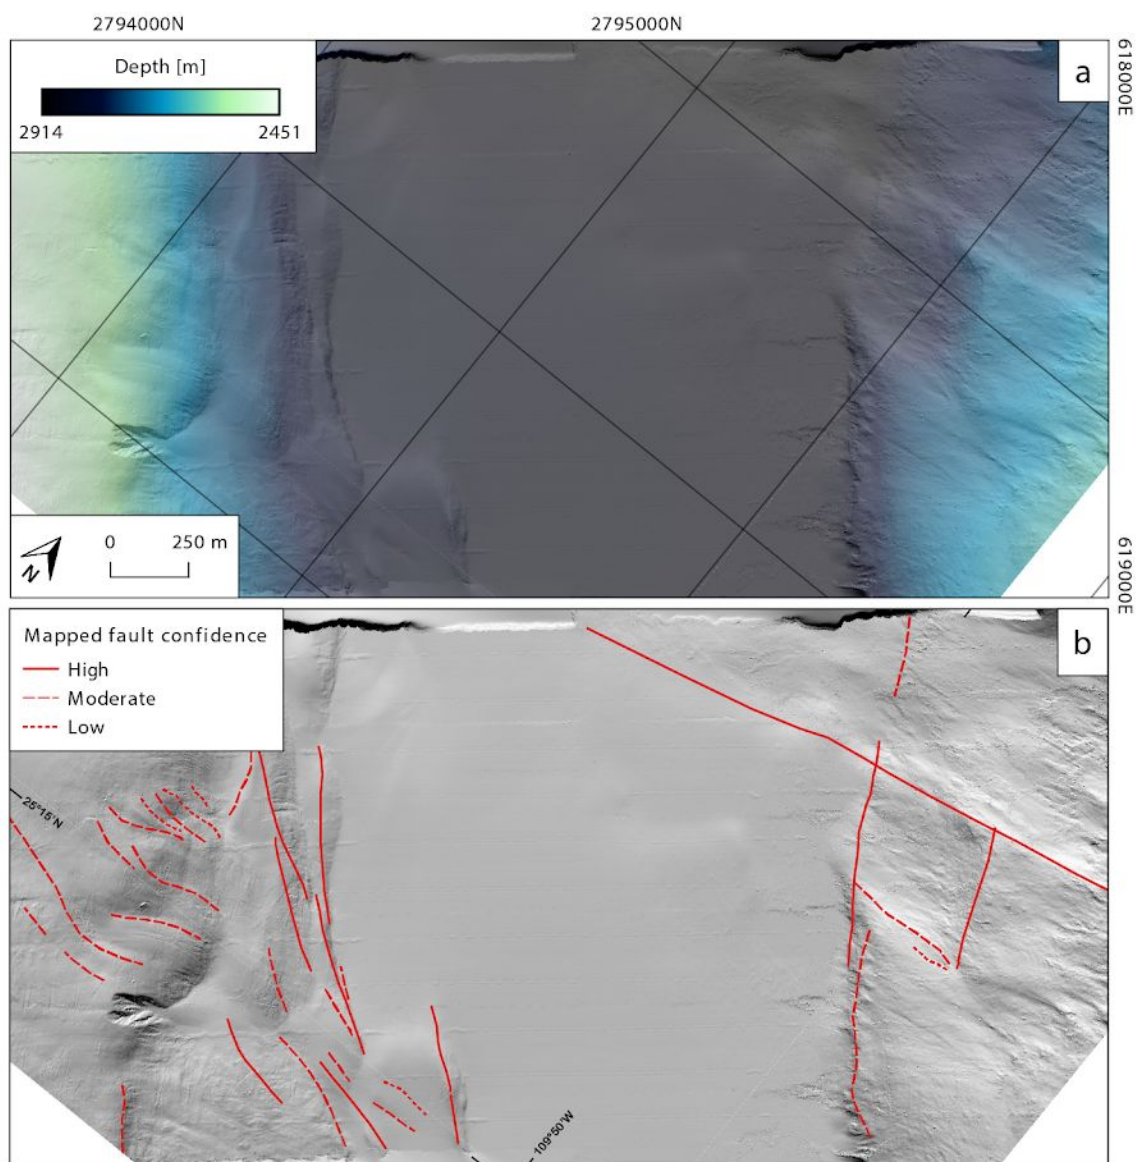 2794000N
2795000N
Depth [m]
2914
2451
a
618000E
0
250 m
N
619000E
Mapped fault confidence
High
Moderate
Low
b
25°15'N
109°50'W